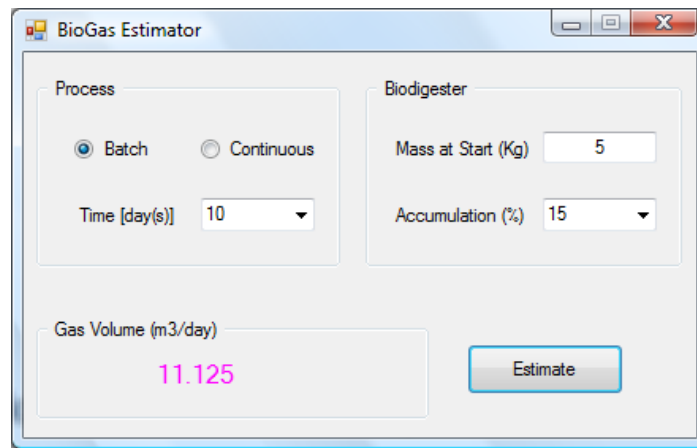 BioGas Estimator
Process
Batch Continuous
Time [day(s)] 10
Biodigester
Mass at Start (Kg) 5
Accumulation (%) 15
Gas Volume (m3/day)
11.125
Estimate